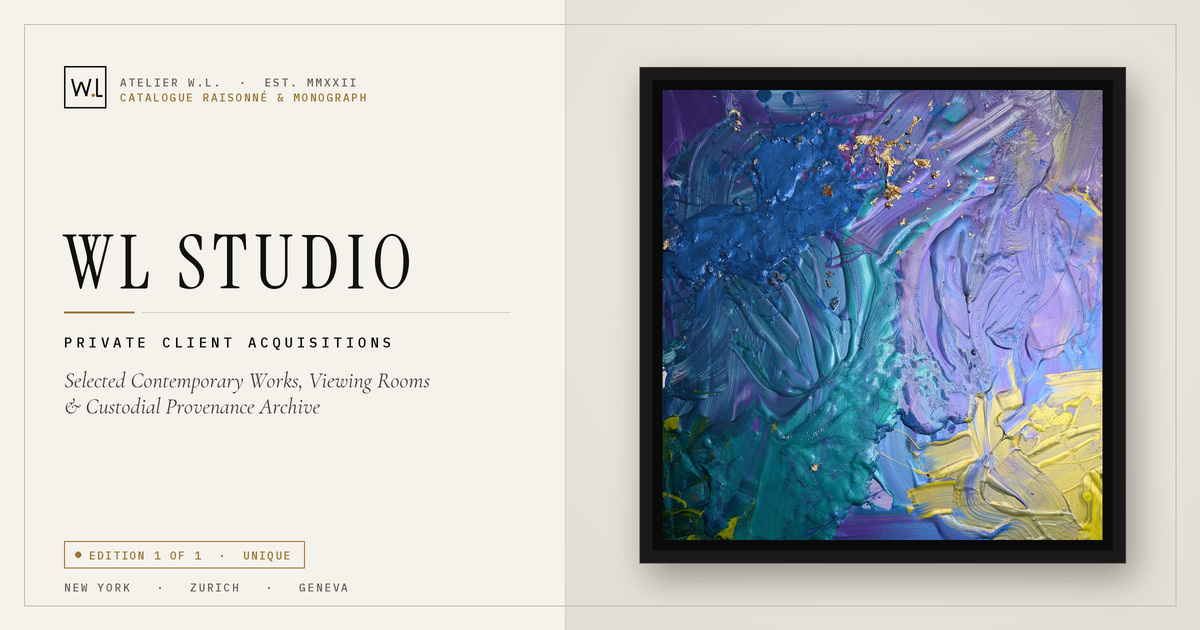 W.L
ATELIER W.L. · EST. MMXXII
CATALOGUE RAISONNÉ & MONOGRAPH
WL STUDIO
PRIVATE CLIENT ACQUISITIONS
Selected Contemporary Works, Viewing Rooms
& Custodial Provenance Archive
EDITION 1 OF 1 · UNIQUE
NEW YORK · ZURICH · GENEVA